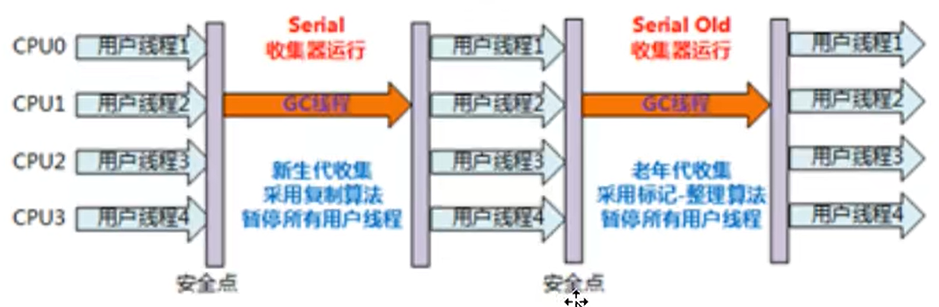 Serial
收集器运行
Serial Old
收集器运行
CPU0 用户线程1 用户线程1 用户线程1
CPU1 用户线程2 GC线程 用户线程2 GC线程 用户线程2
CPU2 用户线程3 用户线程3 用户线程3
CPU3 用户线程4 用户线程4 用户线程4
新生代收集
采用复制算法
暂停所有用户线程
老年代收集
采用标记-整理算法
暂停所有用户线程
安全点
安全点